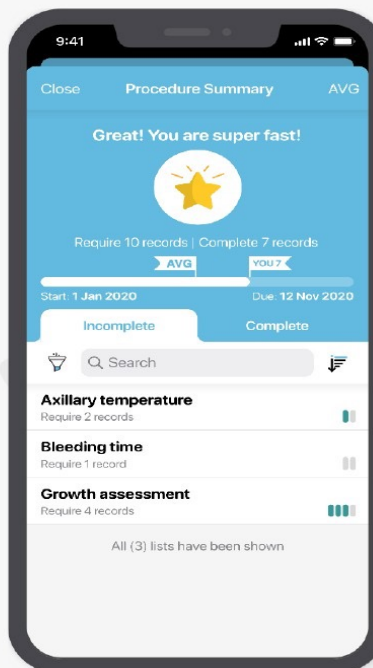 9:41
Close Procedure Summary AVG
Great! You are super fast!
Require 10 records | Complete 7 records
AVG YOU 7
Start: 1 Jan 2020 Due: 12 Nov 2020
Incomplete Complete
Search
Axillary temperature
Require 2 records
Bleeding time
Require 1 record
Growth assessment
Require 4 records
All (3) lists have been shown